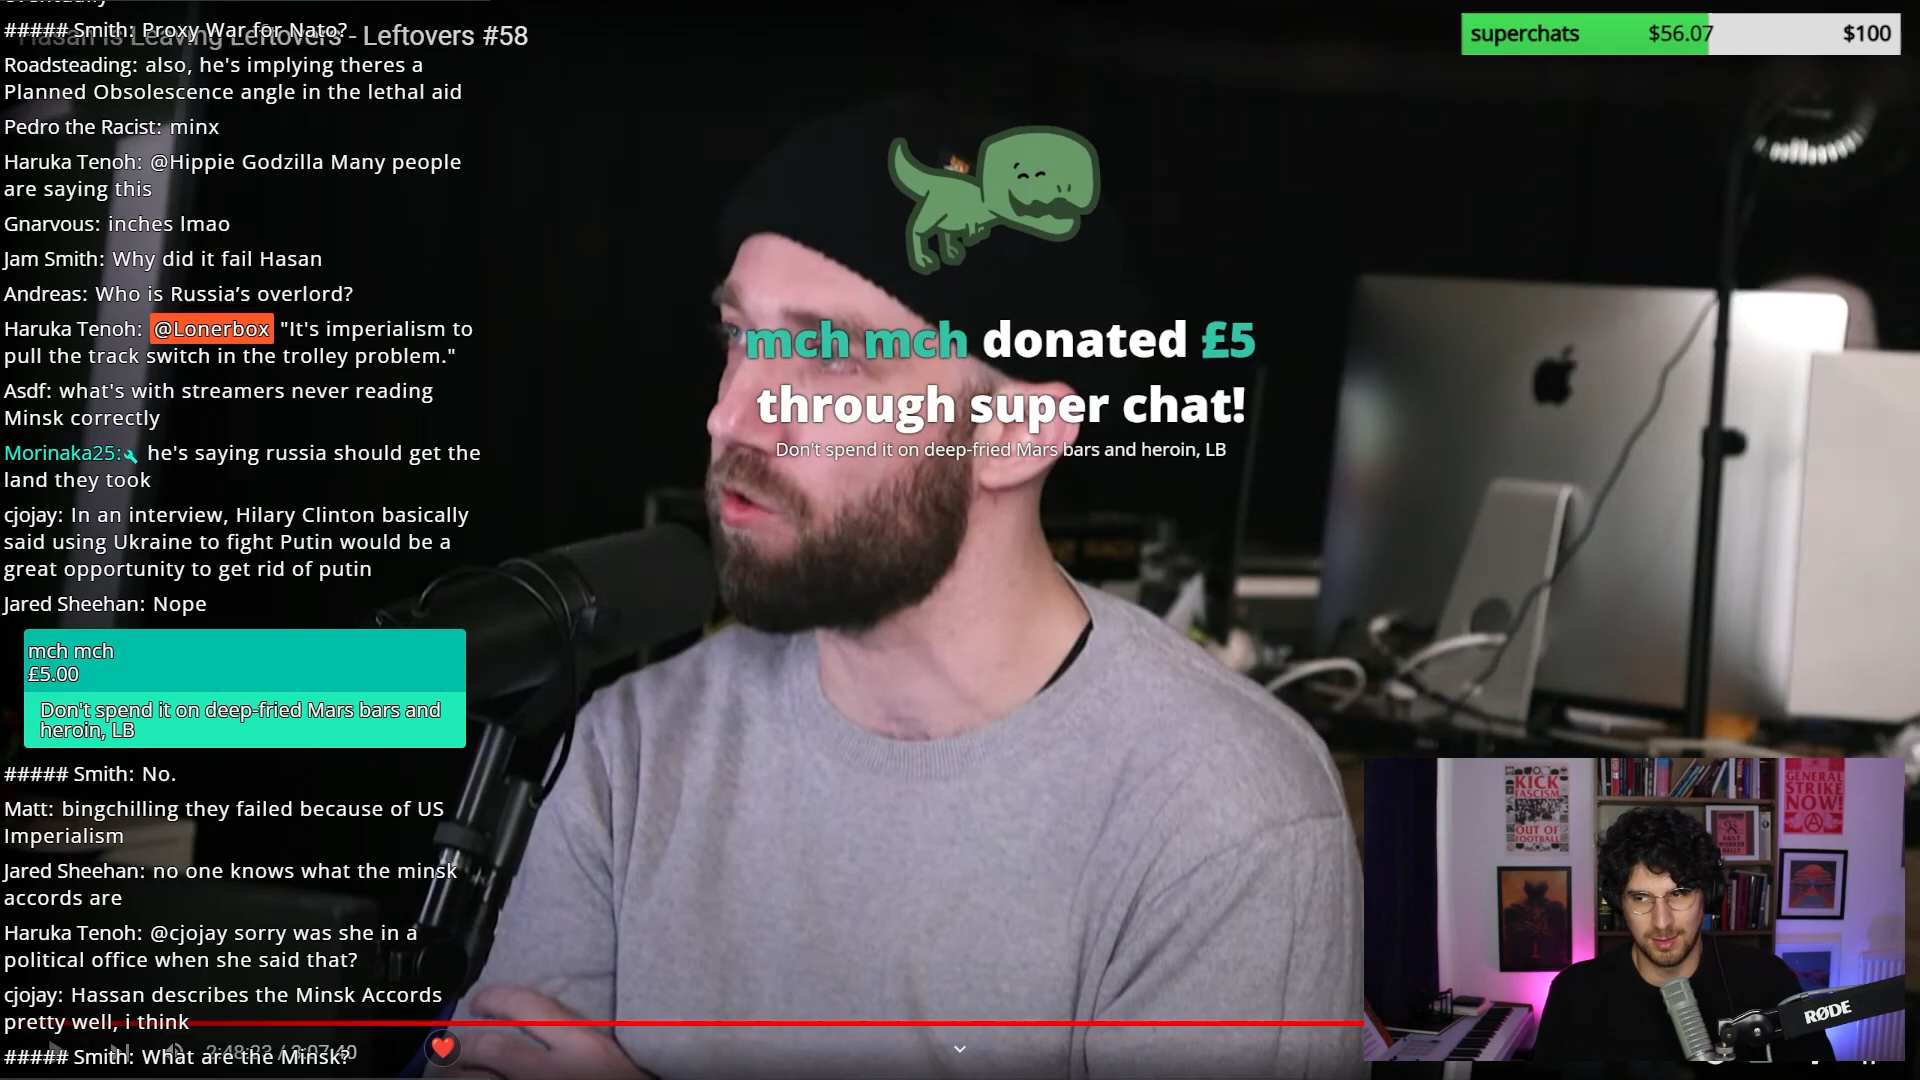 ##### Smith: Proxy War for Nato?
Hasan is Leaving Leftovers - Leftovers #58
Roadsteading: also, he's implying theres a
Planned Obsolescence angle in the lethal aid
Pedro the Racist: minx
Haruka Tenoh: @Hippie Godzilla Many people
are saying this
Gnarvous: inches lmao
Jam Smith: Why did it fail Hasan
Andreas: Who is Russia’s overlord?
Haruka Tenoh: @Lonerbox "It's imperialism to
pull the track switch in the trolley problem."
Asdf: what's with streamers never reading
Minsk correctly
Morinaka25: he's saying russia should get the
land they took
cjojay: In an interview, Hilary Clinton basically
said using Ukraine to fight Putin would be a
great opportunity to get rid of putin
Jared Sheehan: Nope
mch mch
£5.00
Don't spend it on deep-fried Mars bars and
heroin, LB
##### Smith: No.
Matt: bingchilling they failed because of US
Imperialism
Jared Sheehan: no one knows what the minsk
accords are
Haruka Tenoh: @cjojay sorry was she in a
political office when she said that?
cjojay: Hassan describes the Minsk Accords
pretty well, i think
##### Smith: What are the Minsk?
superchats $56.07 $100
mch mch donated £5
through super chat!
Don't spend it on deep-fried Mars bars and heroin, LB
KICK
FASCISM
OUT OF
FOOTBALL
GENERAL
STRIKE
NOW!
RØDE